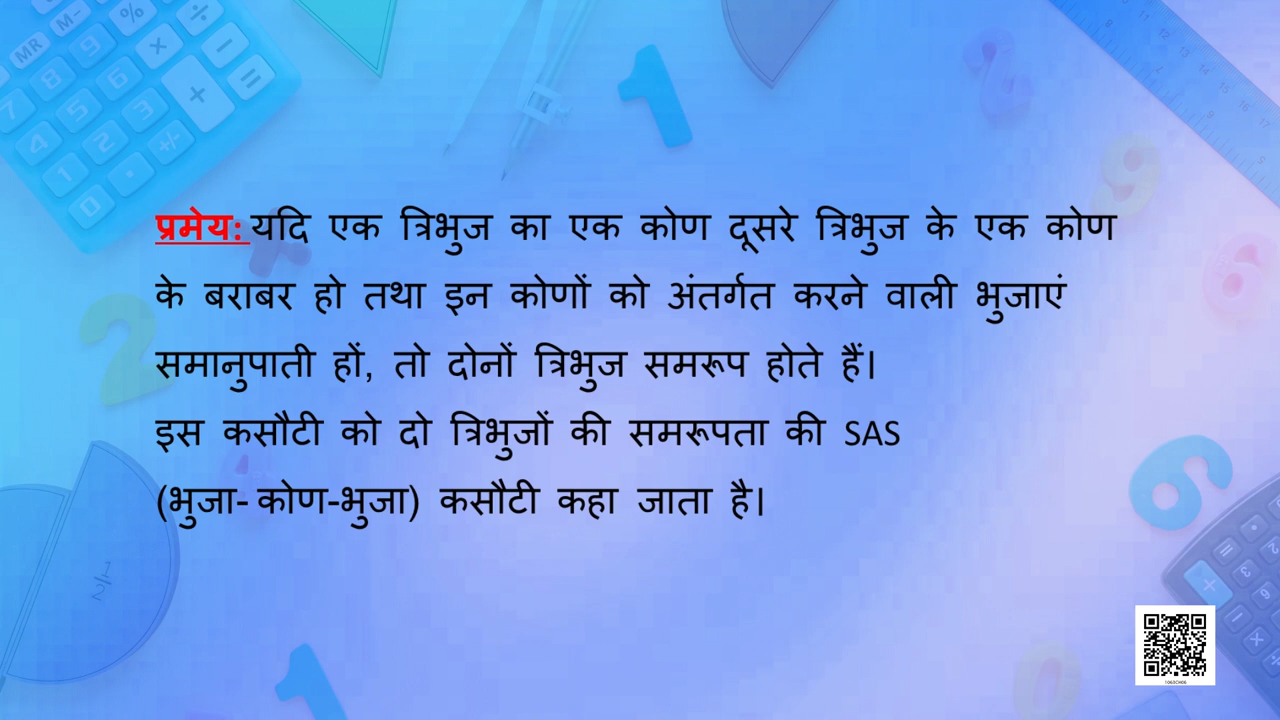 प्रमेय: यदि एक त्रिभुज का एक कोण दूसरे त्रिभुज के एक कोण
के बराबर हो तथा इन कोणों को अंतर्गत करने वाली भुजाएं
समानुपाती हों, तो दोनों त्रिभुज समरूप होते हैं।
इस कसौटी को दो त्रिभुजों की समरूपता की SAS
(भुजा- कोण-भुजा) कसौटी कहा जाता है।